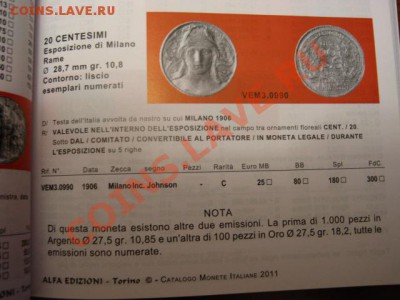 COINS.LAVE.RU
20 CENTESIMI
Esposizione di Milano
Rame
Ø 28,7 mm gr. 10,8
Contorno: liscio
esemplari numerati
VEM3.0990
D/ Testa dell'Italia avvolta da nastro su cui MILANO 1906
R/ VALEVOLE NELL'INTERNO DELL'ESPOSIZIONE nel campo tra ornamenti floreali CENT. / 20.
Sotto DAL / COMITATO / CONVERTIBILE AL PORTATORE / IN MONETA LEGALE / DURANTE
L'ESPOSIZIONE su 5 righe
Rif. N° Data Zecca segno Pezzi Rarità Euro MB BB Spl FdC
VEM3.0990 1906 Milano Inc. Johnson - C 25 □ 80 □ 180 □ 300 □
NOTA
Di questa moneta esistono altre due emissioni. La prima di 1.000 pezzi in
Argento Ø 27,5 gr. 10,85 e un'altra di 100 pezzi in Oro Ø 27,5 gr. 18,2, tutte le
emissioni sono numerate.
ALFA EDIZIONI - Torino © - CATALOGO MONETE ITALIANE 2011